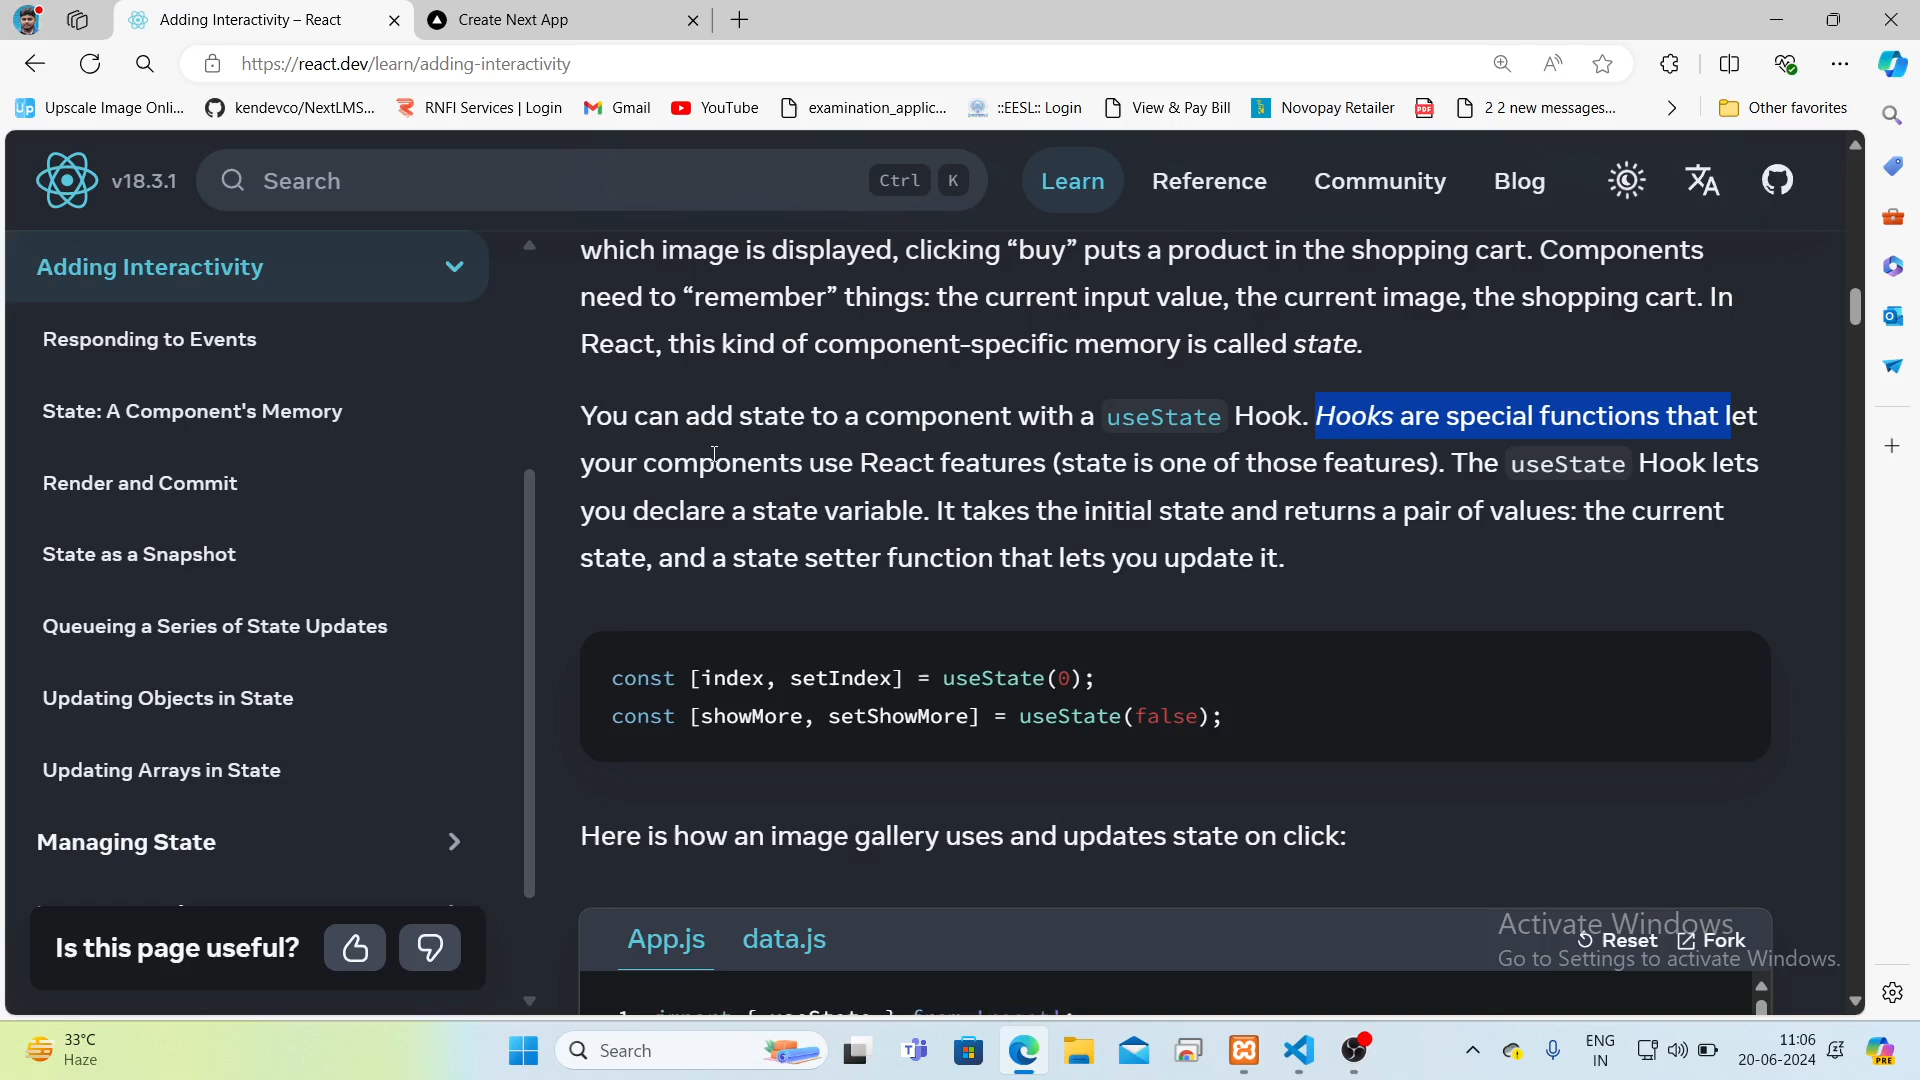 Adding Interactivity – React
Create Next App
https://react.dev/learn/adding-interactivity
Upscale Image Onli...
kendevco/NextLMS...
RNFI Services | Login
Gmail
YouTube
examination_applic...
::EESL:: Login
View & Pay Bill
Novopay Retailer
2 2 new messages...
Other favorites
v18.3.1
Search
Ctrl K
Learn
Reference
Community
Blog
Adding Interactivity
Responding to Events
State: A Component's Memory
Render and Commit
State as a Snapshot
Queueing a Series of State Updates
Updating Objects in State
Updating Arrays in State
Managing State
Is this page useful?
which image is displayed, clicking “buy” puts a product in the shopping cart. Components
need to “remember” things: the current input value, the current image, the shopping cart. In
React, this kind of component-specific memory is called state.
You can add state to a component with a useState Hook. Hooks are special functions that let
your components use React features (state is one of those features). The useState Hook lets
you declare a state variable. It takes the initial state and returns a pair of values: the current
state, and a state setter function that lets you update it.
const [index, setIndex] = useState(0);
const [showMore, setShowMore] = useState(false);
Here is how an image gallery uses and updates state on click:
App.js
data.js
Reset
Fork
Activate Windows
Go to Settings to activate Windows.
33°C
Haze
Search
ENG
IN
11:06
20-06-2024